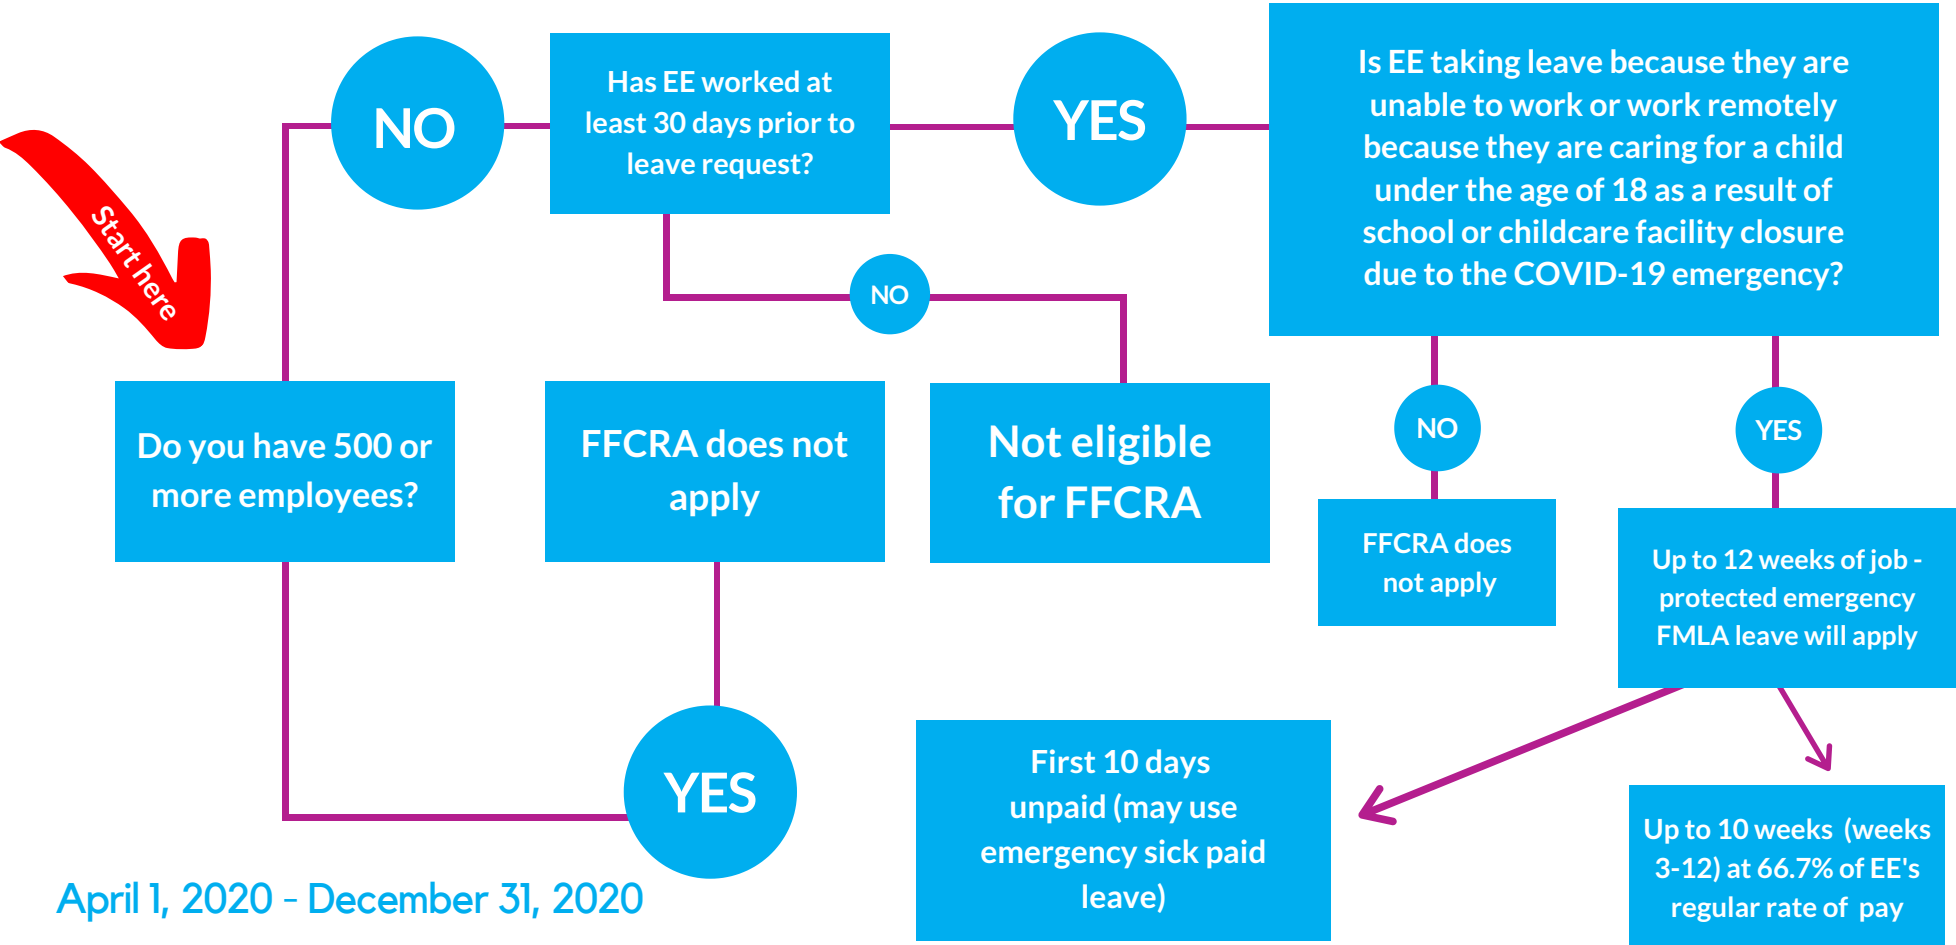 Start here
Do you have 500 or
more employees?
NO
Has EE worked at
least 30 days prior to
leave request?
YES
Is EE taking leave because they are
unable to work or work remotely
because they are caring for a child
under the age of 18 as a result of
school or childcare facility closure
due to the COVID-19 emergency?
NO
FFCRA does not
apply
Not eligible
for FFCRA
NO
YES
FFCRA does
not apply
Up to 12 weeks of job -
protected emergency
FMLA leave will apply
YES
First 10 days
unpaid (may use
emergency sick paid
leave)
Up to 10 weeks (weeks
3-12) at 66.7% of EE's
regular rate of pay
April 1, 2020 - December 31, 2020